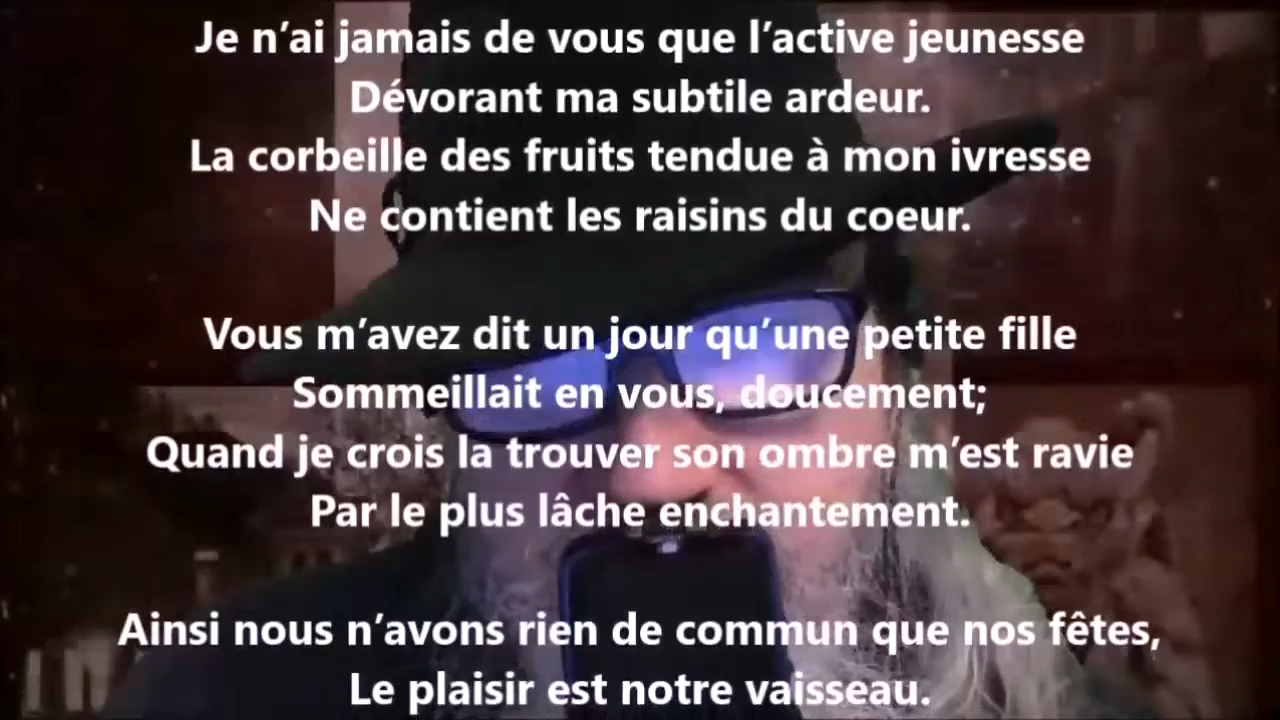 Je n’ai jamais de vous que l’active jeunesse
Dévorant ma subtile ardeur.
La corbeille des fruits tendue à mon ivresse
Ne contient les raisins du coeur.
Vous m’avez dit un jour qu’une petite fille
Sommeillait en vous, doucement;
Quand je crois la trouver son ombre m’est ravie
Par le plus lâche enchantement.
Ainsi nous n’avons rien de commun que nos fêtes,
Le plaisir est notre vaisseau.